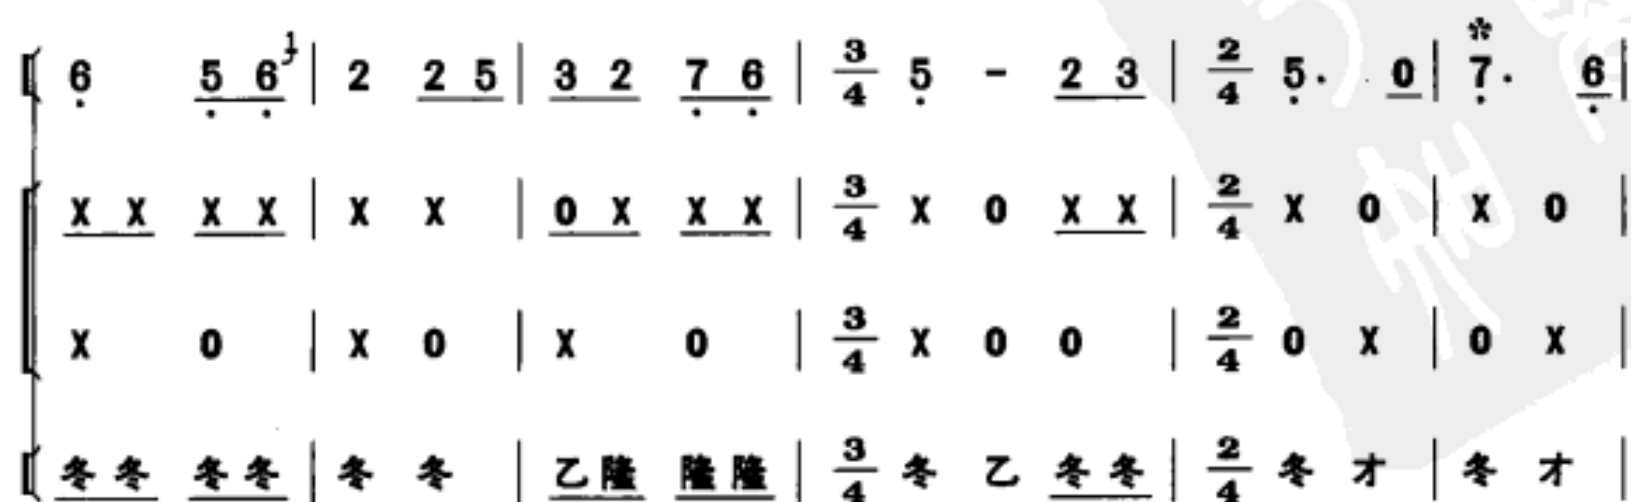 6 5 6 1 | 2 2 5 | 3 2 7 6 | 3/4 5 - 2 3 | 2/4 5 · 0 | * 7 · 6 |
X X X X | X X | 0 X X X | 3/4 X 0 X X | 2/4 X 0 | X 0 |
X 0 | X 0 | X 0 | 3/4 X 0 0 | 2/4 0 X | 0 X |
冬 冬 冬 冬 | 冬 冬 | 乙 隆 隆 隆 | 3/4 冬 乙 冬 冬 | 2/4 冬 才 | 冬 才 |